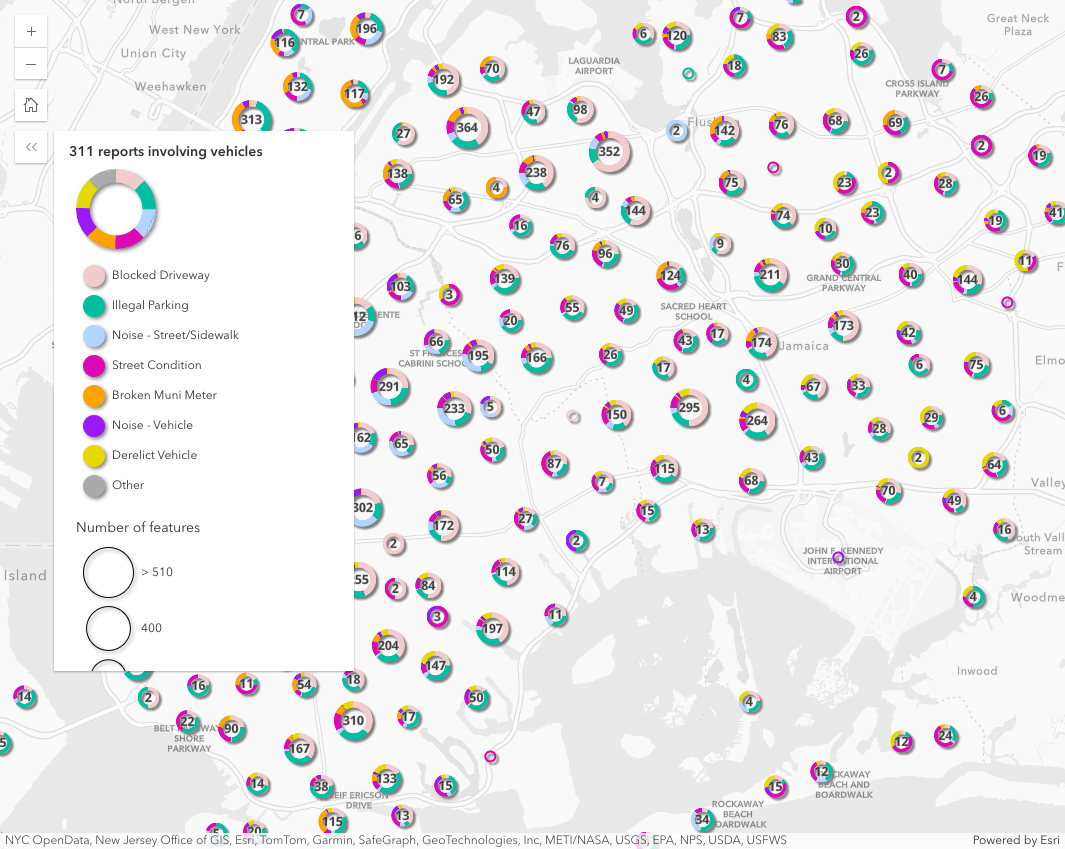 North Bergen
West New York
Union City
Weehawken
CENTRAL PARK
LAGUARDIA
AIRPORT
Great Neck
Plaza
CROSS ISLAND
PARKWAY
7
196
116
132
117
313
192
70
6
120
7
83
2
18
26
7
26
27
364
47
98
2
142
76
68
69
2
19
352
138
238
4
65
4
144
75
23
2
28
16
76
96
9
74
10
23
19
41
11
GRAND CENTRAL
PARKWAY
103
3
139
20
55
49
124
211
30
40
144
SACRED HEART
SCHOOL
66
195
166
26
43
17
174
Jamaica
173
42
6
75
Elmo
ST FRANCES
CABRINI SCHOOL
291
233
5
17
4
67
33
150
295
264
28
29
6
65
50
87
7
115
43
2
64
56
68
70
49
Valley
172
27
2
15
13
16
South Valley
Stream
2
2
84
114
JOHN F. KENNEDY
INTERNATIONAL
AIRPORT
4
Woodme
3
197
11
204
147
50
Inwood
4
311 reports involving vehicles
Blocked Driveway
Illegal Parking
Noise - Street/Sidewalk
Street Condition
Broken Muni Meter
Noise - Vehicle
Derelict Vehicle
Other
Number of features
> 510
400
Island
14
2
16
11
54
18
22
90
310
17
BELT PARKWAY
SHORE
PARKWAY
167
14
38
133
15
LEIF ERICSON
DRIVE
115
13
5
20
12
24
15
12
ROCKAWAY
BEACH AND
BOARDWALK
34
ROCKAWAY
BEACH
BOARDWALK
NYC OpenData, New Jersey Office of GIS, Esri, TomTom, Garmin, SafeGraph, GeoTechnologies, Inc, METI/NASA, USGS, EPA, NPS, USDA, USFWS
Powered by Esri